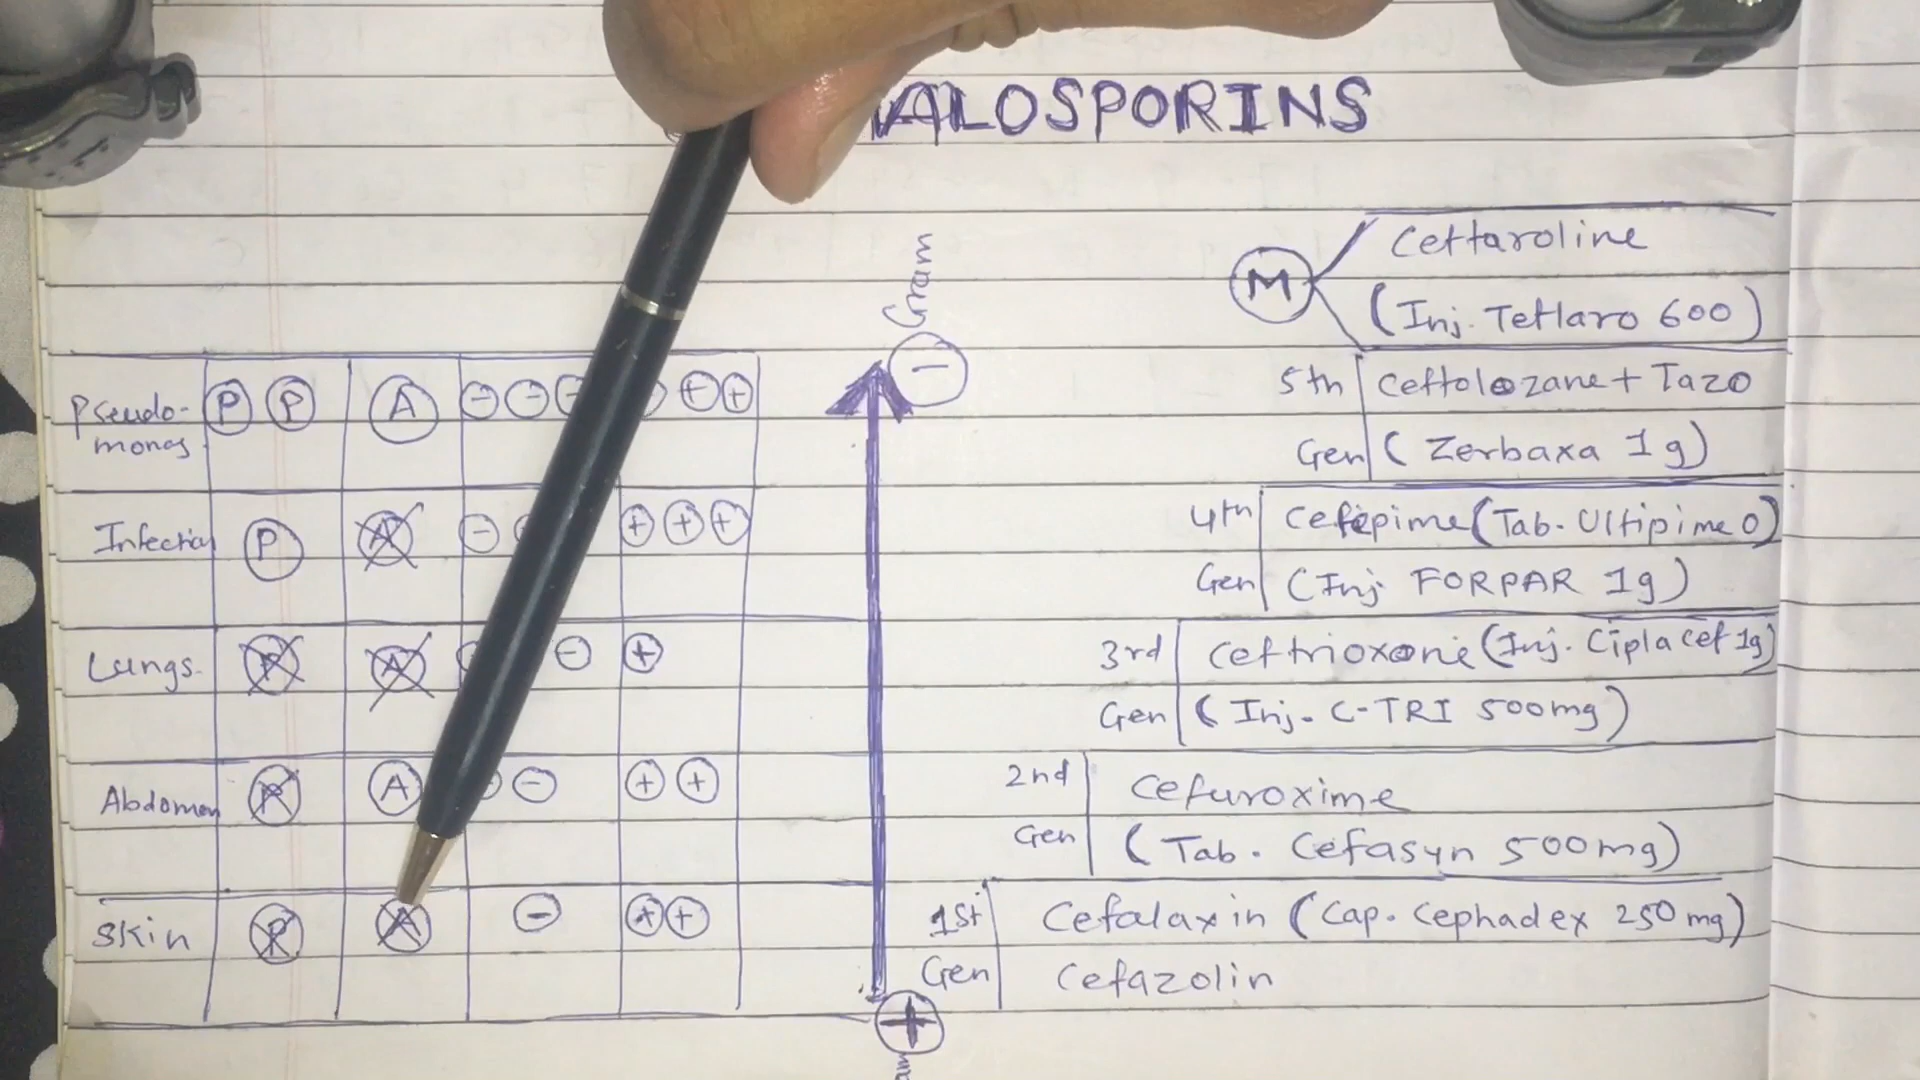 ALOSPORINS
Gram
M
Ceftaroline
(Inj. Teflaro 600)
5th
Ceftolozane + Tazo
Gen
(Zerbaxa 1g)
4th
Cefepime (Tab. Ultipime O)
Gen
(Inj FORPAR 1g)
3rd
Ceftrioxone (Inj. Ciplacef 1g)
Gen
(Inj. C-TRI 500mg)
2nd
Cefuroxime
Gen
(Tab. Cefasyn 500mg)
1st
Cefalaxin (Cap. Cephadex 250mg)
Gen
Cefazolin
Pseudo-
monas
P P A - - - + +
Infection
P A - + + +
Lungs.
P A - +
Abdomen
P A - + +
Skin
P A - + +
-
+